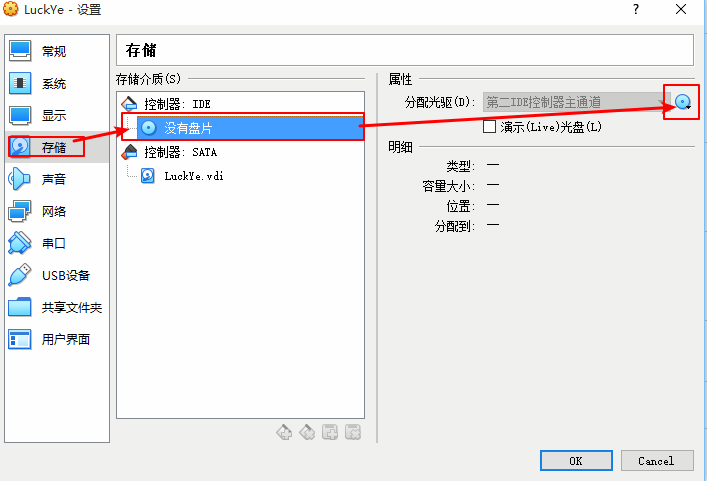 LuckYe - 设置
?
常规
系统
显示
存储
声音
网络
串口
USB设备
共享文件夹
用户界面
存储
存储介质(S)
控制器: IDE
没有盘片
控制器: SATA
LuckYe.vdi
属性
分配光驱(D): 第二IDE控制器主通道
演示(Live)光盘(L)
明细
类型: —
容量大小: —
位置: —
分配到: —
OK
Cancel